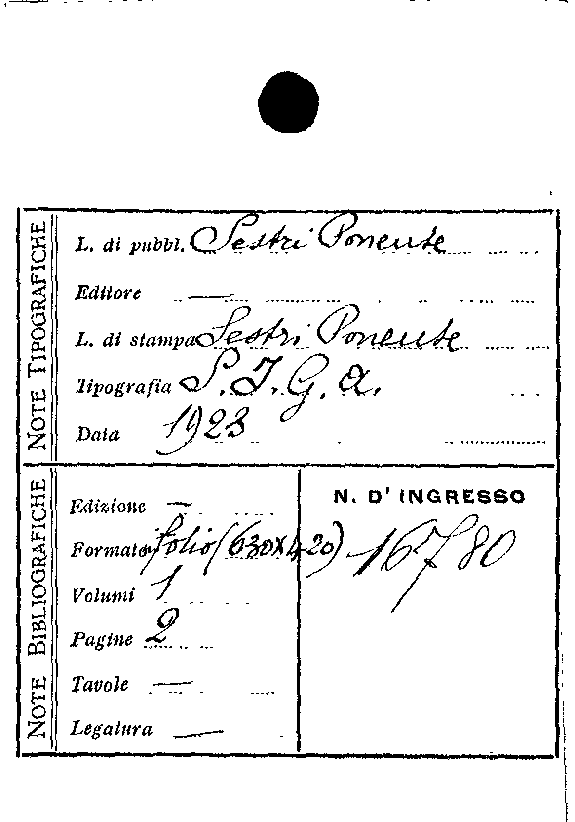 NOTE TIPOGRAFICHE
L. di pubbl. Sestri Ponente
Editore —
L. di stampa Sestri Ponente
Tipografia S.I.G.A.
Data 1923
NOTE BIBLIOGRAFICHE
Edizione —
Formato folio (630x420)
Volumi 1
Pagine 2
Tavole —
Legatura —
N. D' INGRESSO
16780